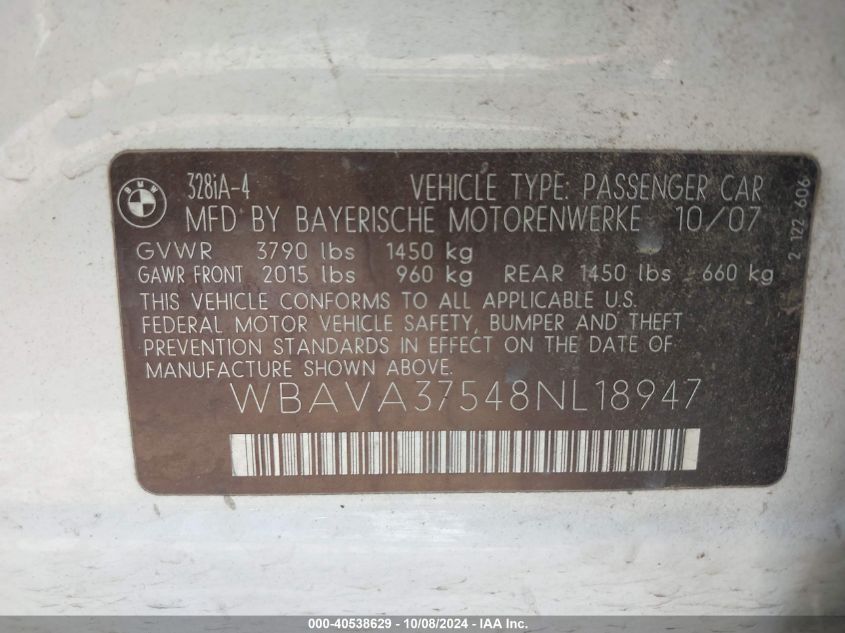 BMW
328iA-4 VEHICLE TYPE: PASSENGER CAR
MFD BY BAYERISCHE MOTORENWERKE 10/07
GVWR 3790 lbs 1450 kg
GAWR FRONT 2015 lbs 960 kg REAR 1450 lbs 660 kg
THIS VEHICLE CONFORMS TO ALL APPLICABLE U.S.
FEDERAL MOTOR VEHICLE SAFETY, BUMPER AND THEFT
PREVENTION STANDARDS IN EFFECT ON THE DATE OF
MANUFACTURE SHOWN ABOVE.
WBAVA37548NL18947
2 122 606
000-40538629 - 10/08/2024 - IAA Inc.